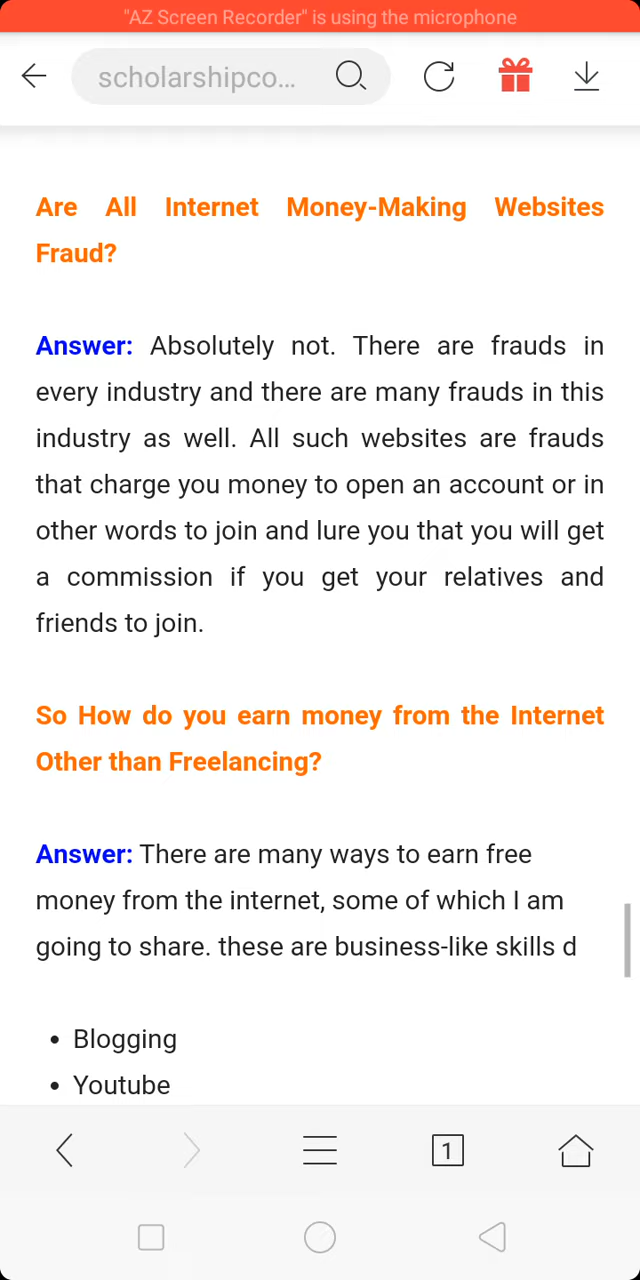 "AZ Screen Recorder" is using the microphone
scholarshipco...
Are All Internet Money-Making Websites
Fraud?
Answer: Absolutely not. There are frauds in
every industry and there are many frauds in this
industry as well. All such websites are frauds
that charge you money to open an account or in
other words to join and lure you that you will get
a commission if you get your relatives and
friends to join.
So How do you earn money from the Internet
Other than Freelancing?
Answer: There are many ways to earn free
money from the internet, some of which I am
going to share. these are business-like skills d
• Blogging
• Youtube
1